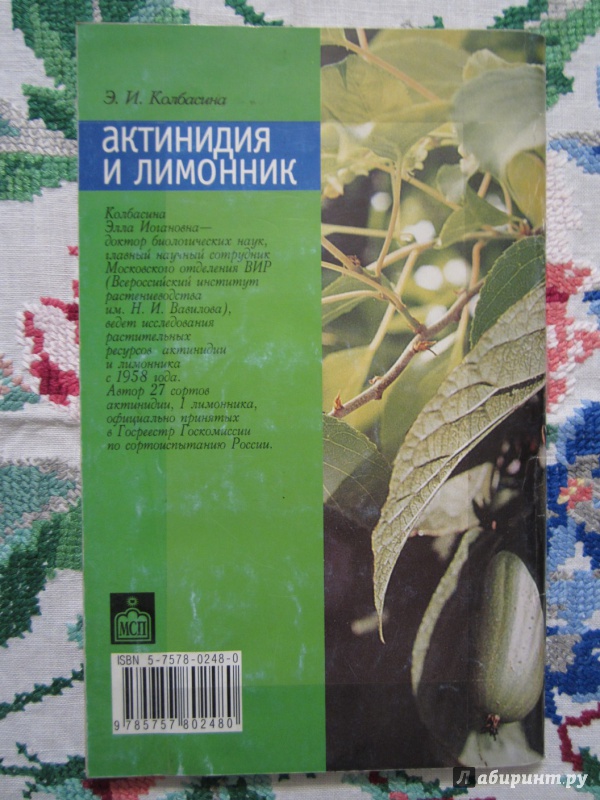 Э. И. Колбасина
АКТИНИДИЯ
И ЛИМОННИК
Колбасина
Элла Иогановна—
доктор биологических наук,
главный научный сотрудник
Московского отделения ВИР
(Всероссийский институт
растениеводства
им. Н. И. Вавилова),
ведет исследования
растительных
ресурсов актинидии
и лимонника
с 1958 года.
Автор 27 сортов
актинидии, 1 лимонника,
официально принятых
в Госреестр Госкомиссии
по сортоиспытанию России.
МСП
ISBN 5-7578-0248-0
9 785757 802480
Лабиринт.ру